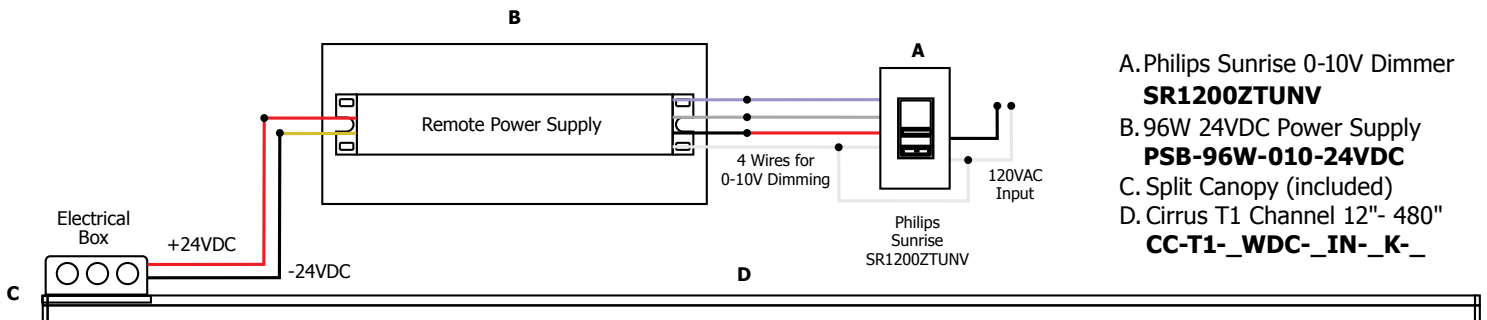 B
A
Remote Power Supply
4 Wires for
0-10V Dimming
120VAC
Input
Philips
Sunrise
SR1200ZTUNV
Electrical
Box
+24VDC
-24VDC
C
D
A. Philips Sunrise 0-10V Dimmer
SR1200ZTUNV
B. 96W 24VDC Power Supply
PSB-96W-010-24VDC
C. Split Canopy (included)
D. Cirrus T1 Channel 12"- 480"
CC-T1-_WDC-_IN-_K-_